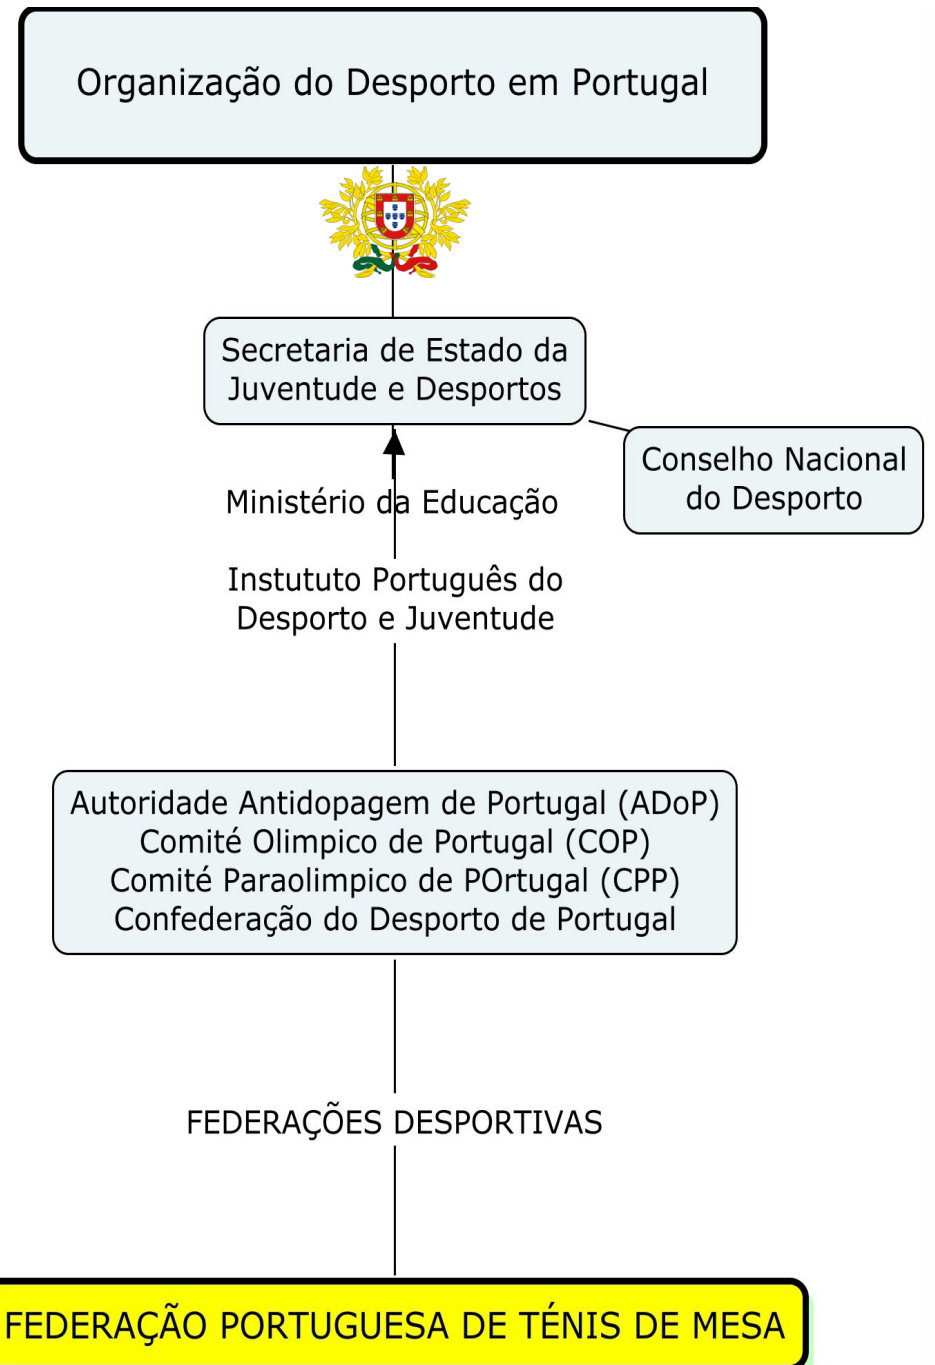 Organização do Desporto em Portugal
Secretaria de Estado da
Juventude e Desportos
Conselho Nacional
do Desporto
Ministério da Educação
Instututo Português do
Desporto e Juventude
Autoridade Antidopagem de Portugal (ADoP)
Comité Olimpico de Portugal (COP)
Comité Paraolimpico de POrtugal (CPP)
Confederação do Desporto de Portugal
FEDERAÇÕES DESPORTIVAS
FEDERAÇÃO PORTUGUESA DE TÉNIS DE MESA